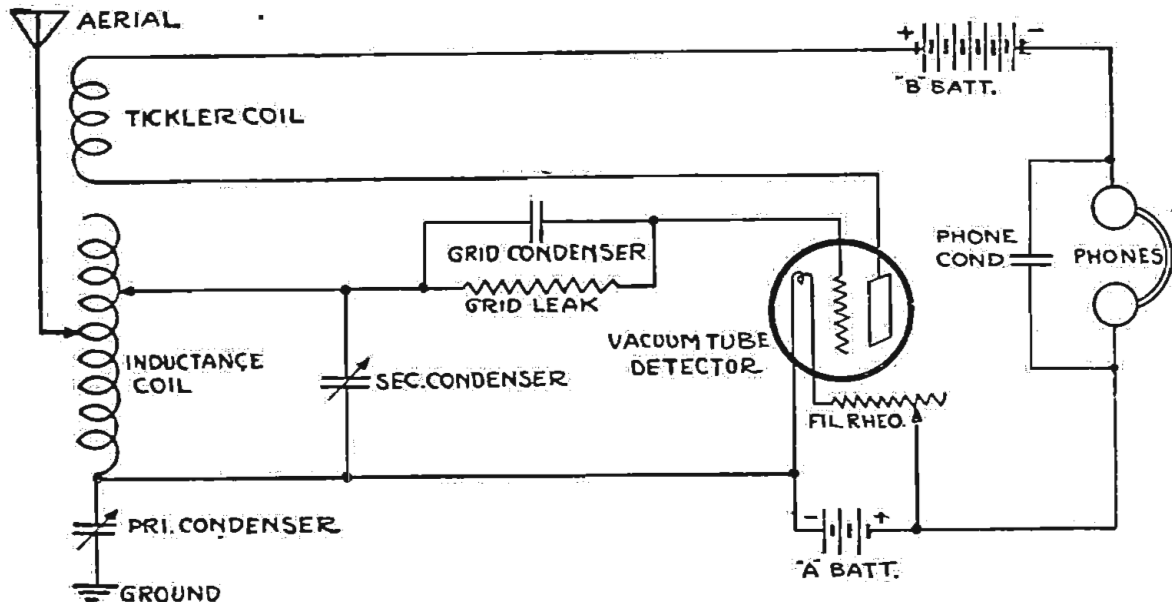 AERIAL
+ -
"B" BATT.
TICKLER COIL
GRID CONDENSER
GRID LEAK
PHONE
COND
PHONES
VACUUM TUBE
DETECTOR
INDUCTANCE
COIL
SEC. CONDENSER
FIL RHEO.
PRI. CONDENSER
- +
"A" BATT.
GROUND